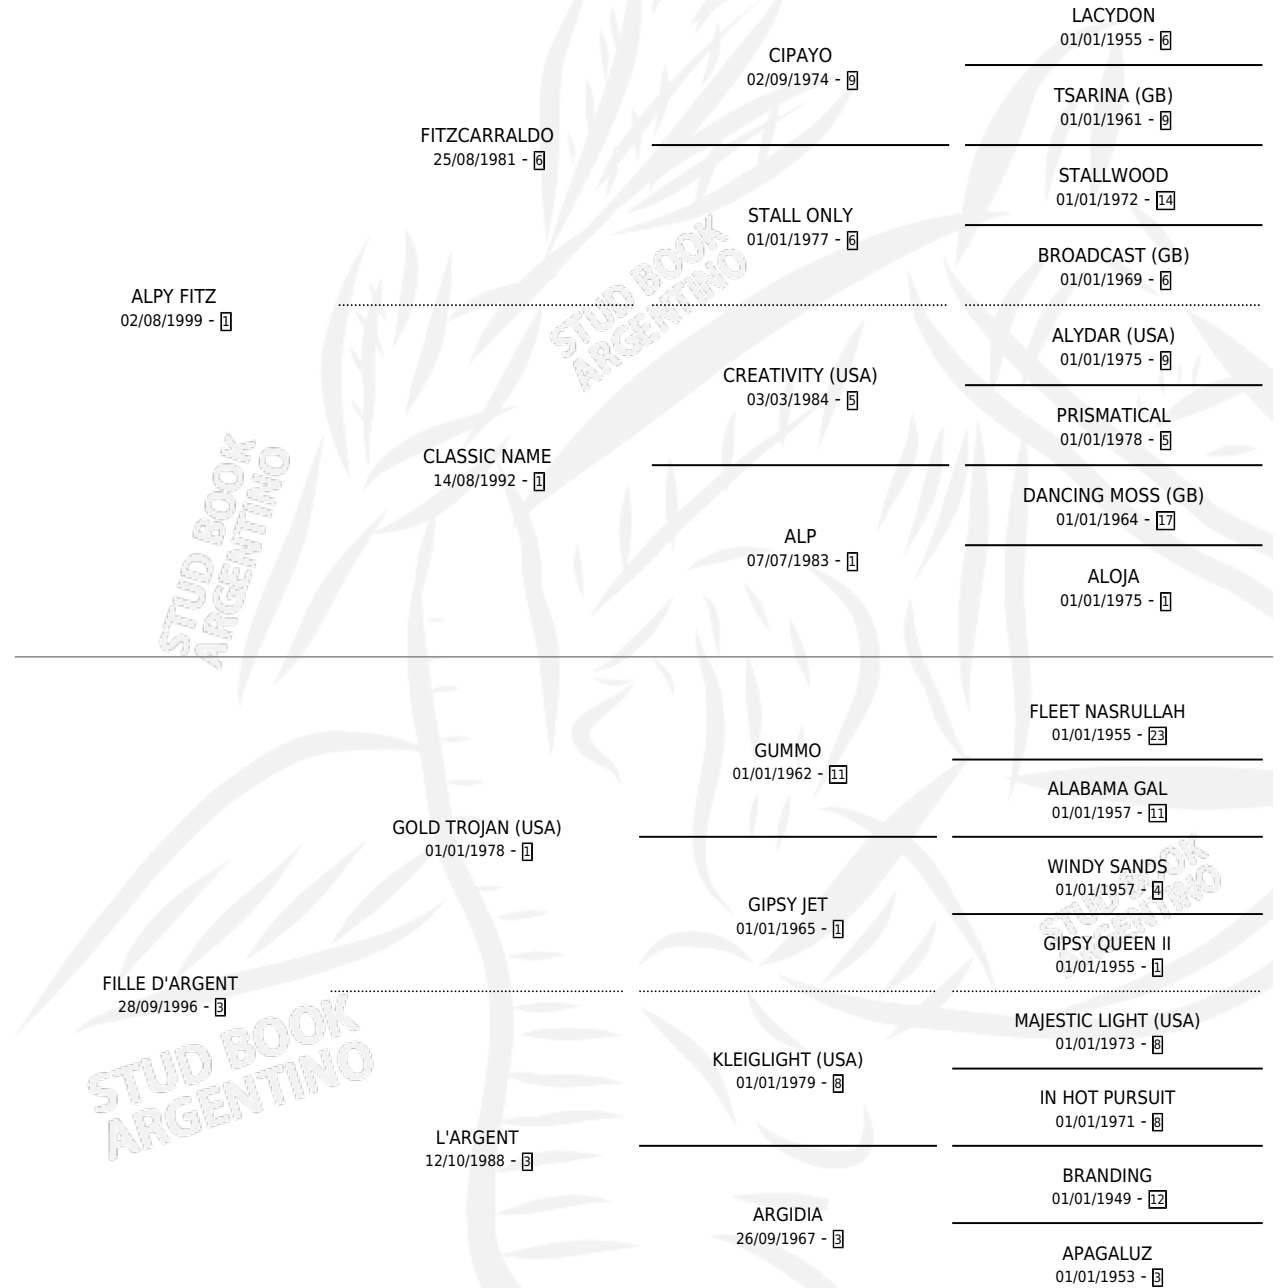 LACYDON
01/01/1955 - 6
CIPAYO
02/09/1974 - 9
TSARINA (GB)
01/01/1961 - 9
FITZCARRALDO
25/08/1981 - 6
STALLWOOD
01/01/1972 - 14
STALL ONLY
01/01/1977 - 6
BROADCAST (GB)
01/01/1969 - 6
ALPY FITZ
02/08/1999 - 1
ALYDAR (USA)
01/01/1975 - 9
CREATIVITY (USA)
03/03/1984 - 5
PRISMATICAL
01/01/1978 - 5
CLASSIC NAME
14/08/1992 - 1
DANCING MOSS (GB)
01/01/1964 - 17
ALP
07/07/1983 - 1
ALOJA
01/01/1975 - 1
STUD BOOK
ARGENTINO
STUD BOOK
ARGENTINO
FLEET NASRULLAH
01/01/1955 - 23
GUMMO
01/01/1962 - 11
ALABAMA GAL
01/01/1957 - 11
GOLD TROJAN (USA)
01/01/1978 - 1
WINDY SANDS
01/01/1957 - 4
GIPSY JET
01/01/1965 - 1
GIPSY QUEEN II
01/01/1955 - 1
FILLE D'ARGENT
28/09/1996 - 3
MAJESTIC LIGHT (USA)
01/01/1973 - 8
KLEIGLIGHT (USA)
01/01/1979 - 8
IN HOT PURSUIT
01/01/1971 - 8
L'ARGENT
12/10/1988 - 3
BRANDING
01/01/1949 - 12
ARGIDIA
26/09/1967 - 3
APAGALUZ
01/01/1953 - 3
STUD BOOK
ARGENTINO
STUD BOOK
ARGENTINO